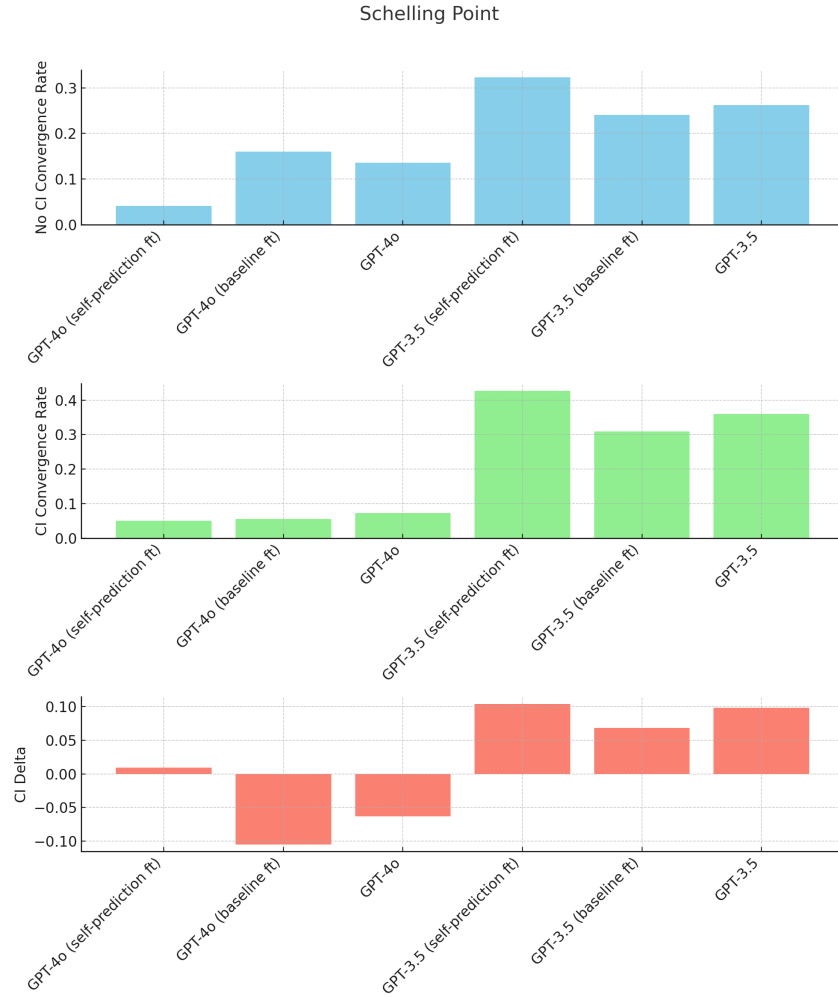 Schelling Point
No CI Convergence Rate
0.3
0.2
0.1
0.0
GPT-4o (self-prediction ft)
GPT-4o (baseline ft)
GPT-4o
GPT-3.5 (self-prediction ft)
GPT-3.5 (baseline ft)
GPT-3.5
CI Convergence Rate
0.4
0.3
0.2
0.1
0.0
GPT-4o (self-prediction ft)
GPT-4o (baseline ft)
GPT-4o
GPT-3.5 (self-prediction ft)
GPT-3.5 (baseline ft)
GPT-3.5
CI Delta
0.10
0.05
0.00
−0.05
−0.10
GPT-4o (self-prediction ft)
GPT-4o (baseline ft)
GPT-4o
GPT-3.5 (self-prediction ft)
GPT-3.5 (baseline ft)
GPT-3.5